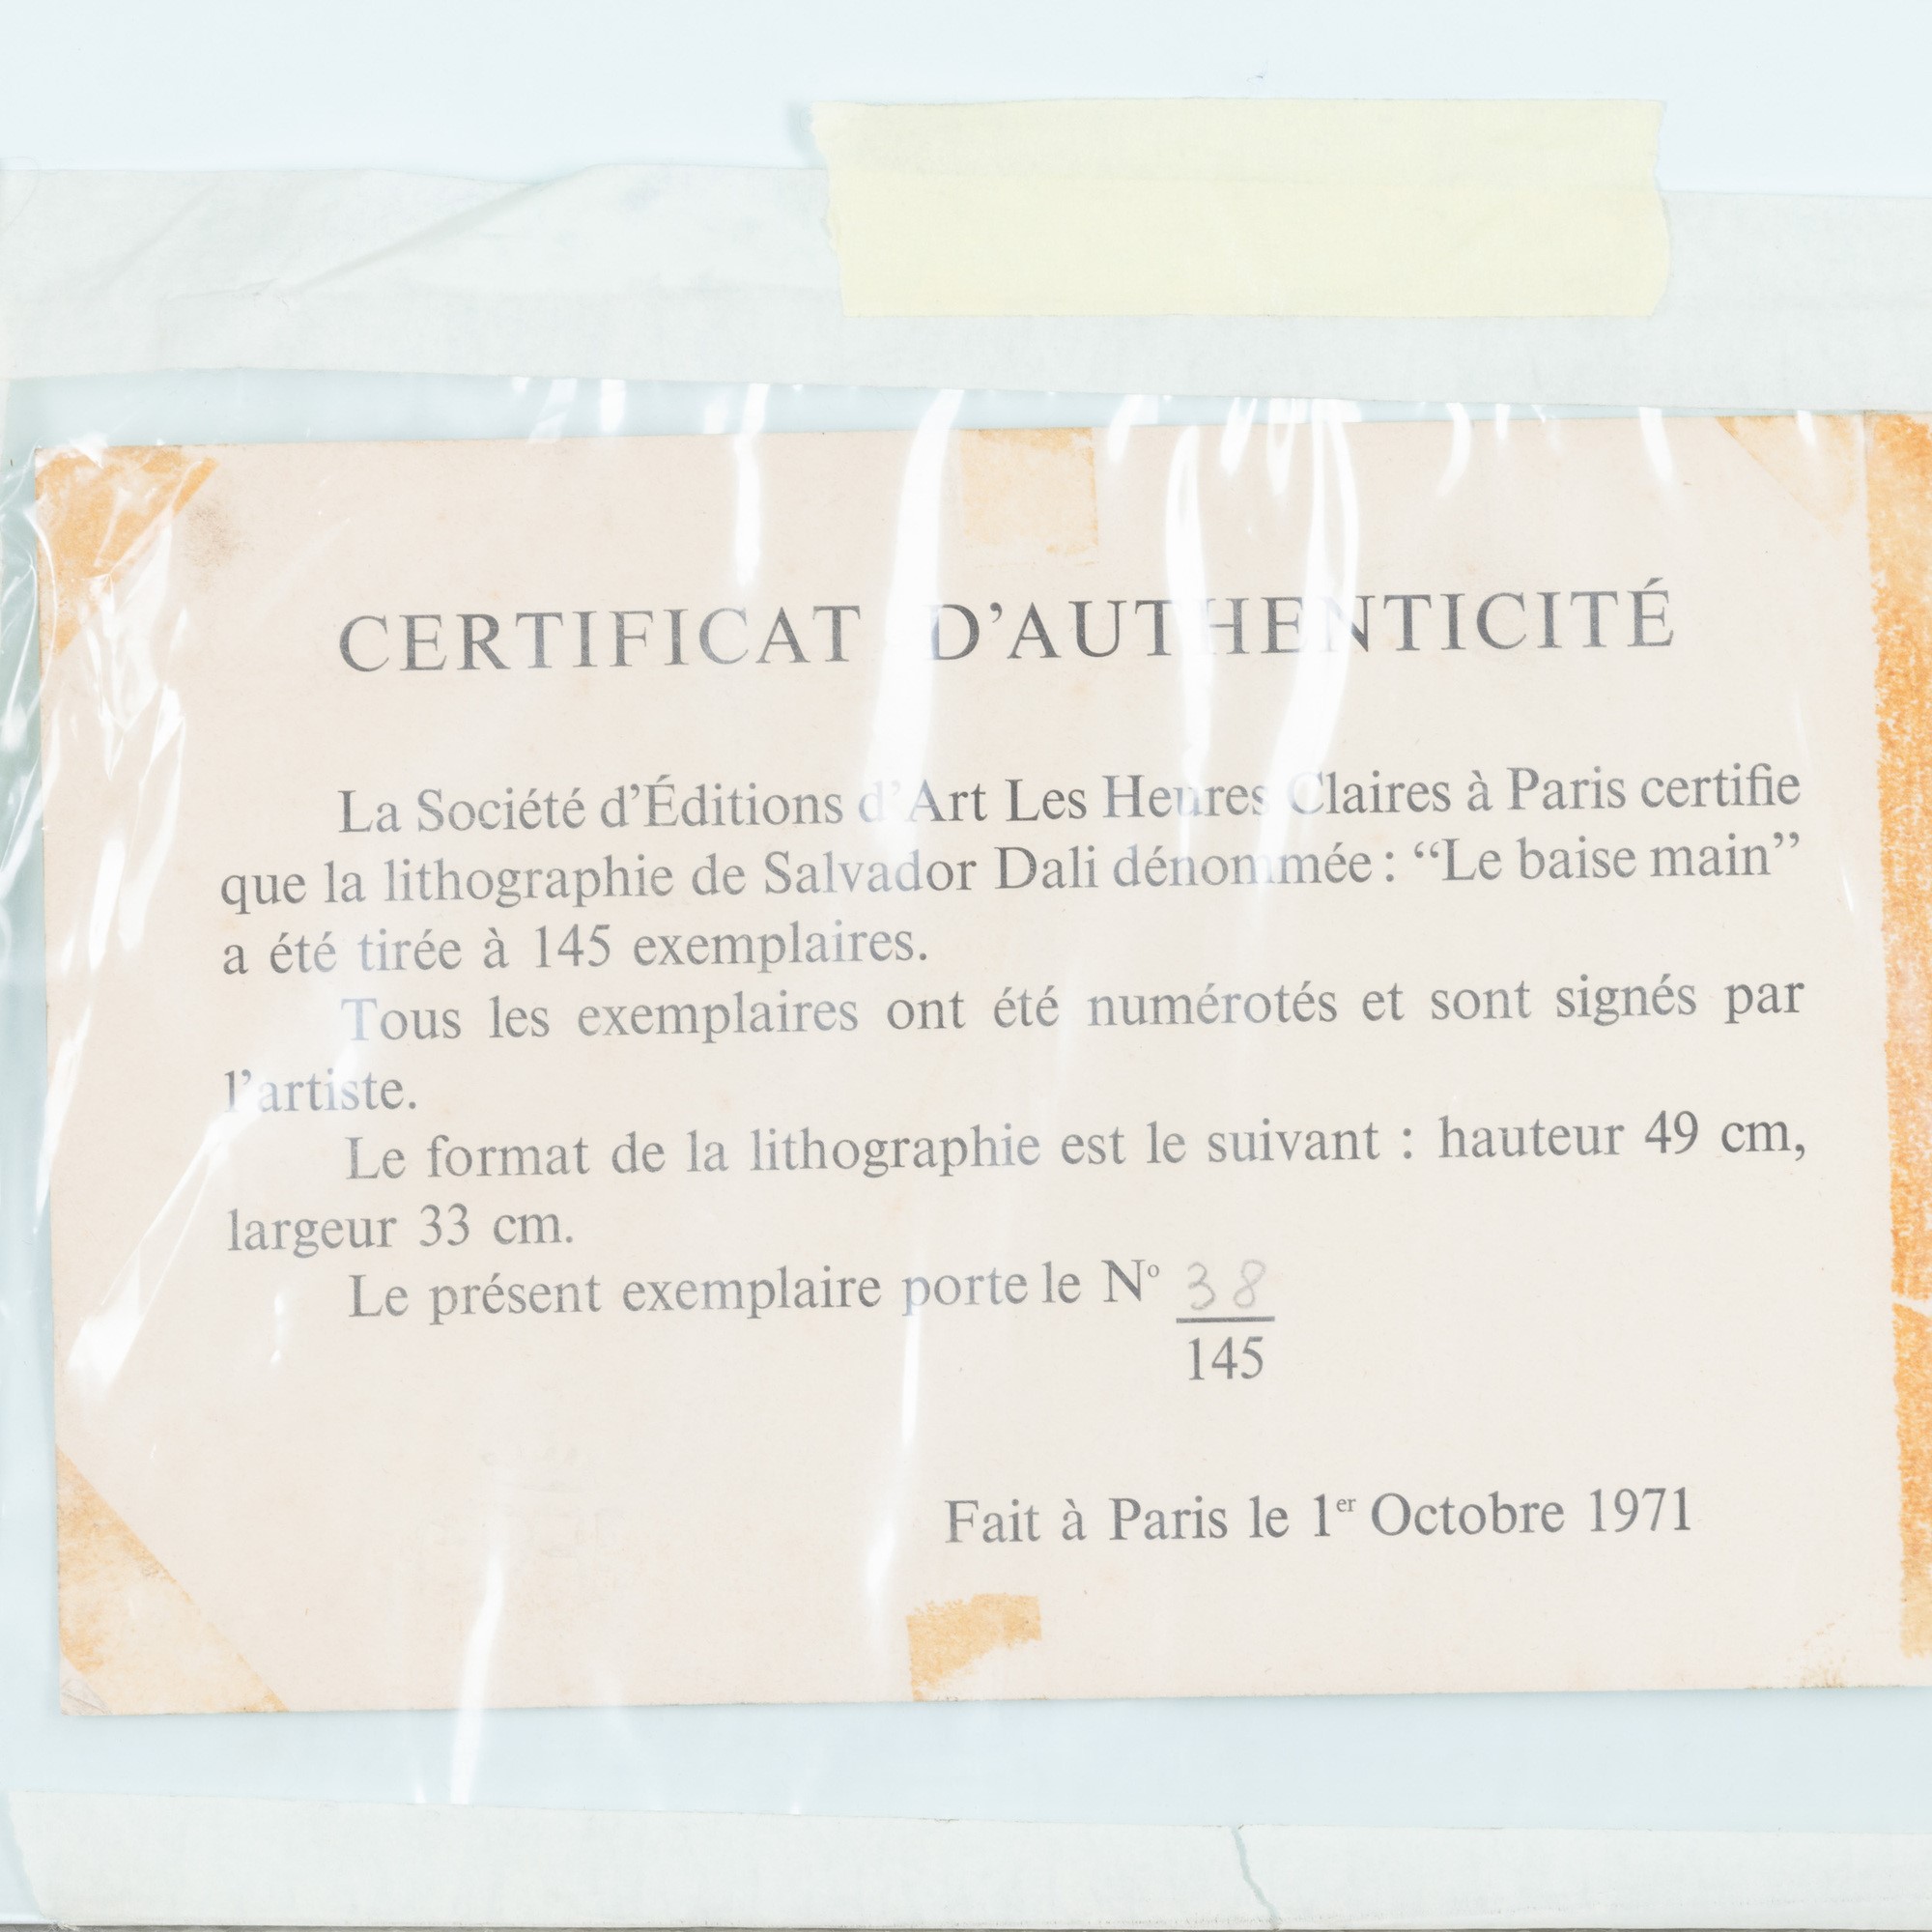 CERTIFICAT D’AUTHENTICITÉ
La Société d’Éditions d’Art Les Heures Claires à Paris certifie
que la lithographie de Salvador Dali dénommée : “Le baise main”
a été tirée à 145 exemplaires.
Tous les exemplaires ont été numérotés et sont signés par
l’artiste.
Le format de la lithographie est le suivant : hauteur 49 cm,
largeur 33 cm.
Le présent exemplaire porte le Nº 38
145
Fait à Paris le 1er Octobre 1971